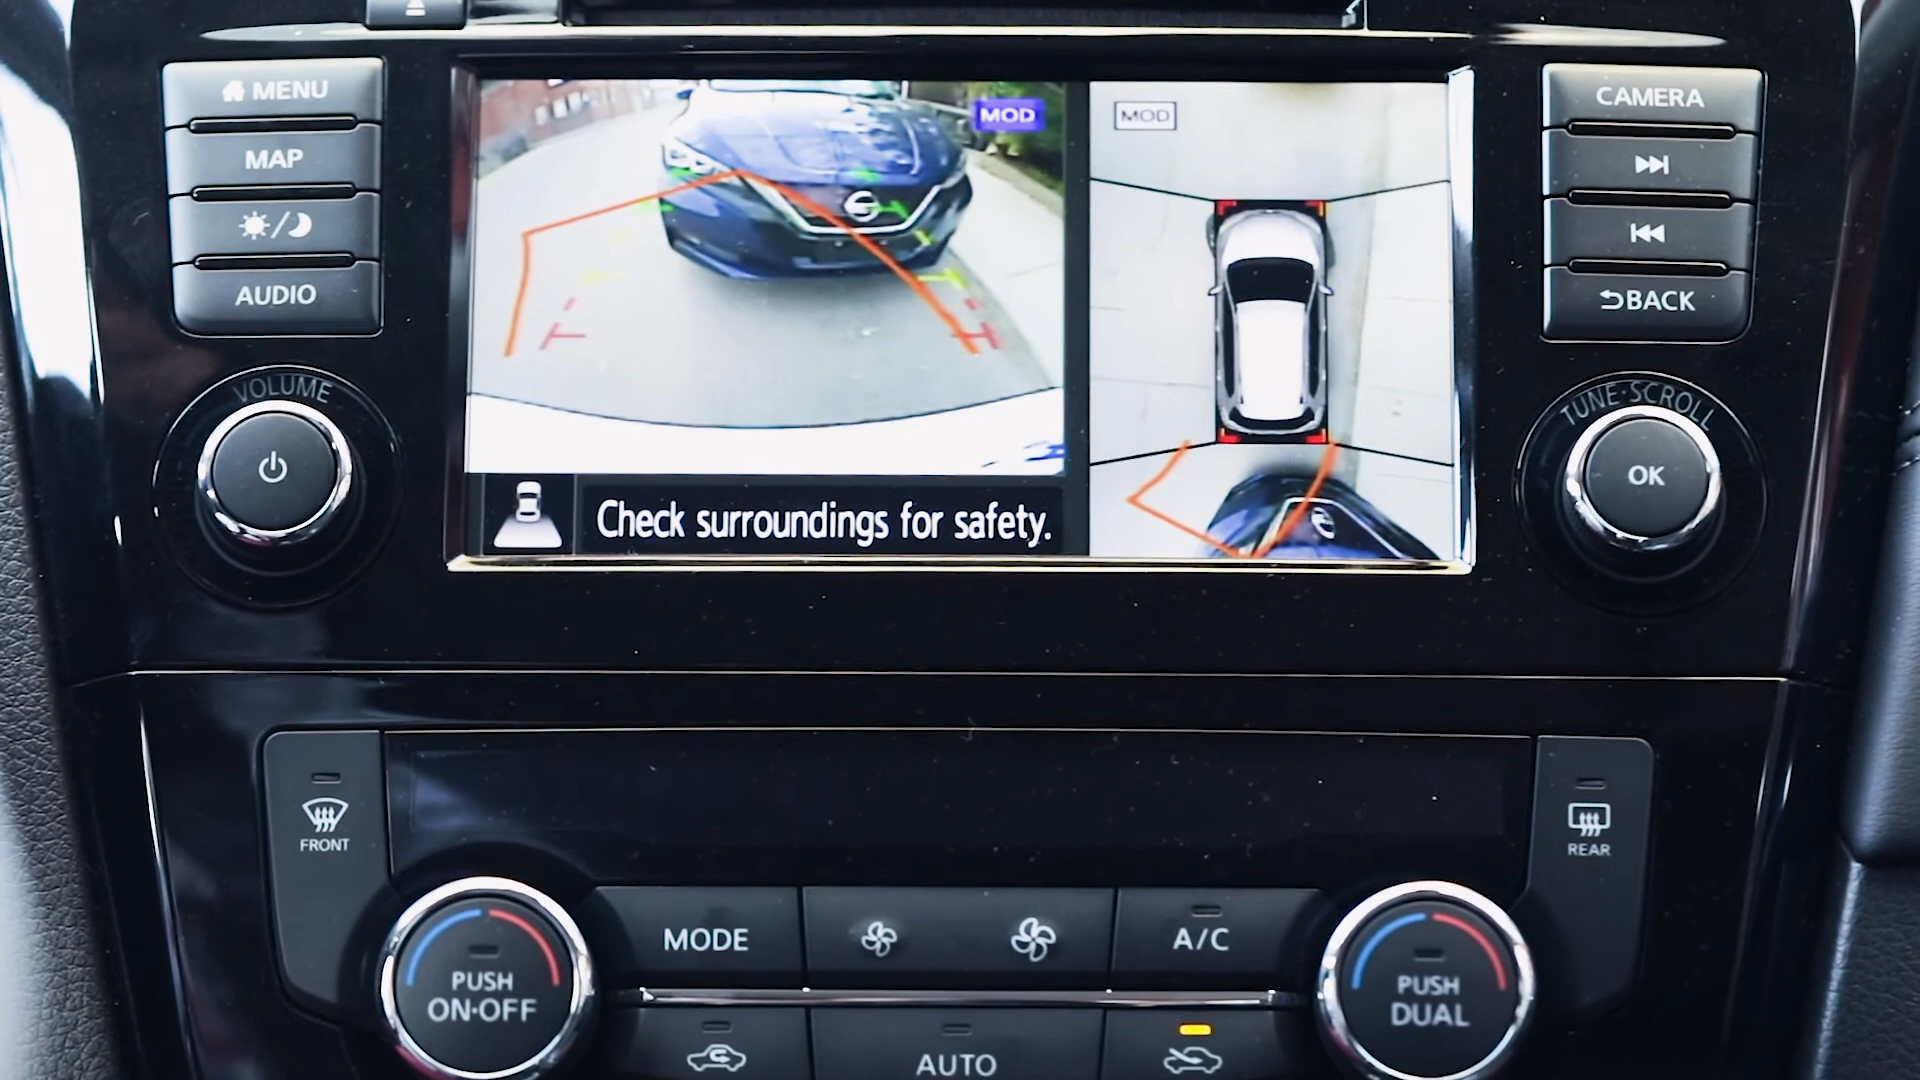 MENU
MAP
AUDIO
VOLUME
MOD
MOD
Check surroundings for safety.
CAMERA
BACK
TUNE·SCROLL
OK
FRONT
REAR
PUSH
ON·OFF
MODE
A/C
AUTO
PUSH
DUAL